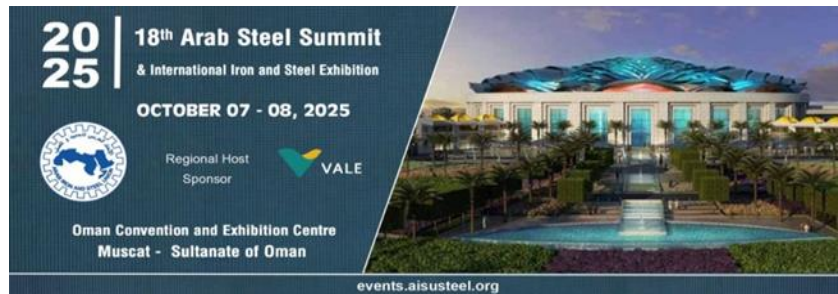 20
25
18th Arab Steel Summit
& International Iron and Steel Exhibition
OCTOBER 07 - 08, 2025
Regional Host
Sponsor
VALE
Oman Convention and Exhibition Centre
Muscat - Sultanate of Oman
events.aisusteel.org